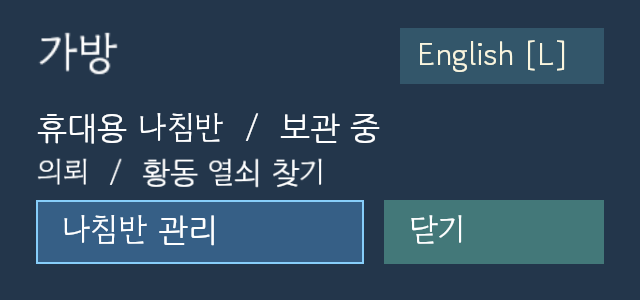 가방
English [L]
휴대용 나침반 / 보관 중
의뢰 / 황동 열쇠 찾기
나침반 관리
닫기